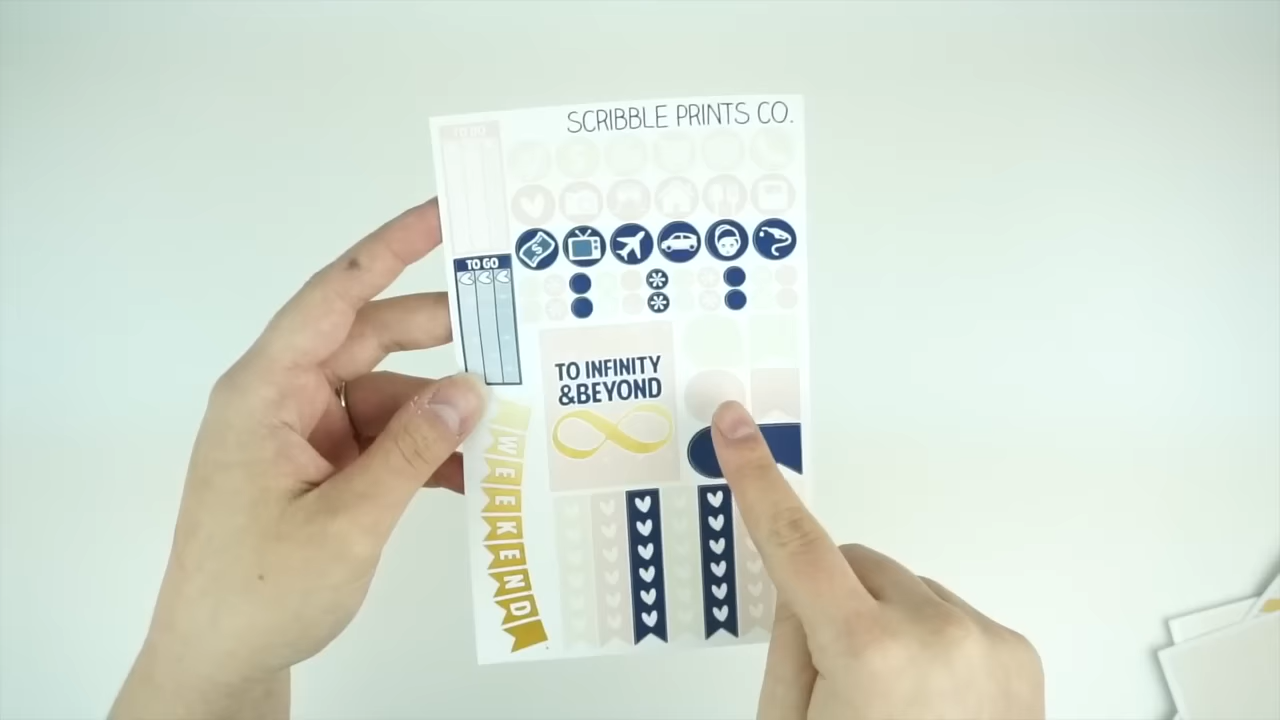 SCRIBBLE PRINTS CO.
TO DO
TO GO
TO INFINITY
&BEYOND
WEEKEND